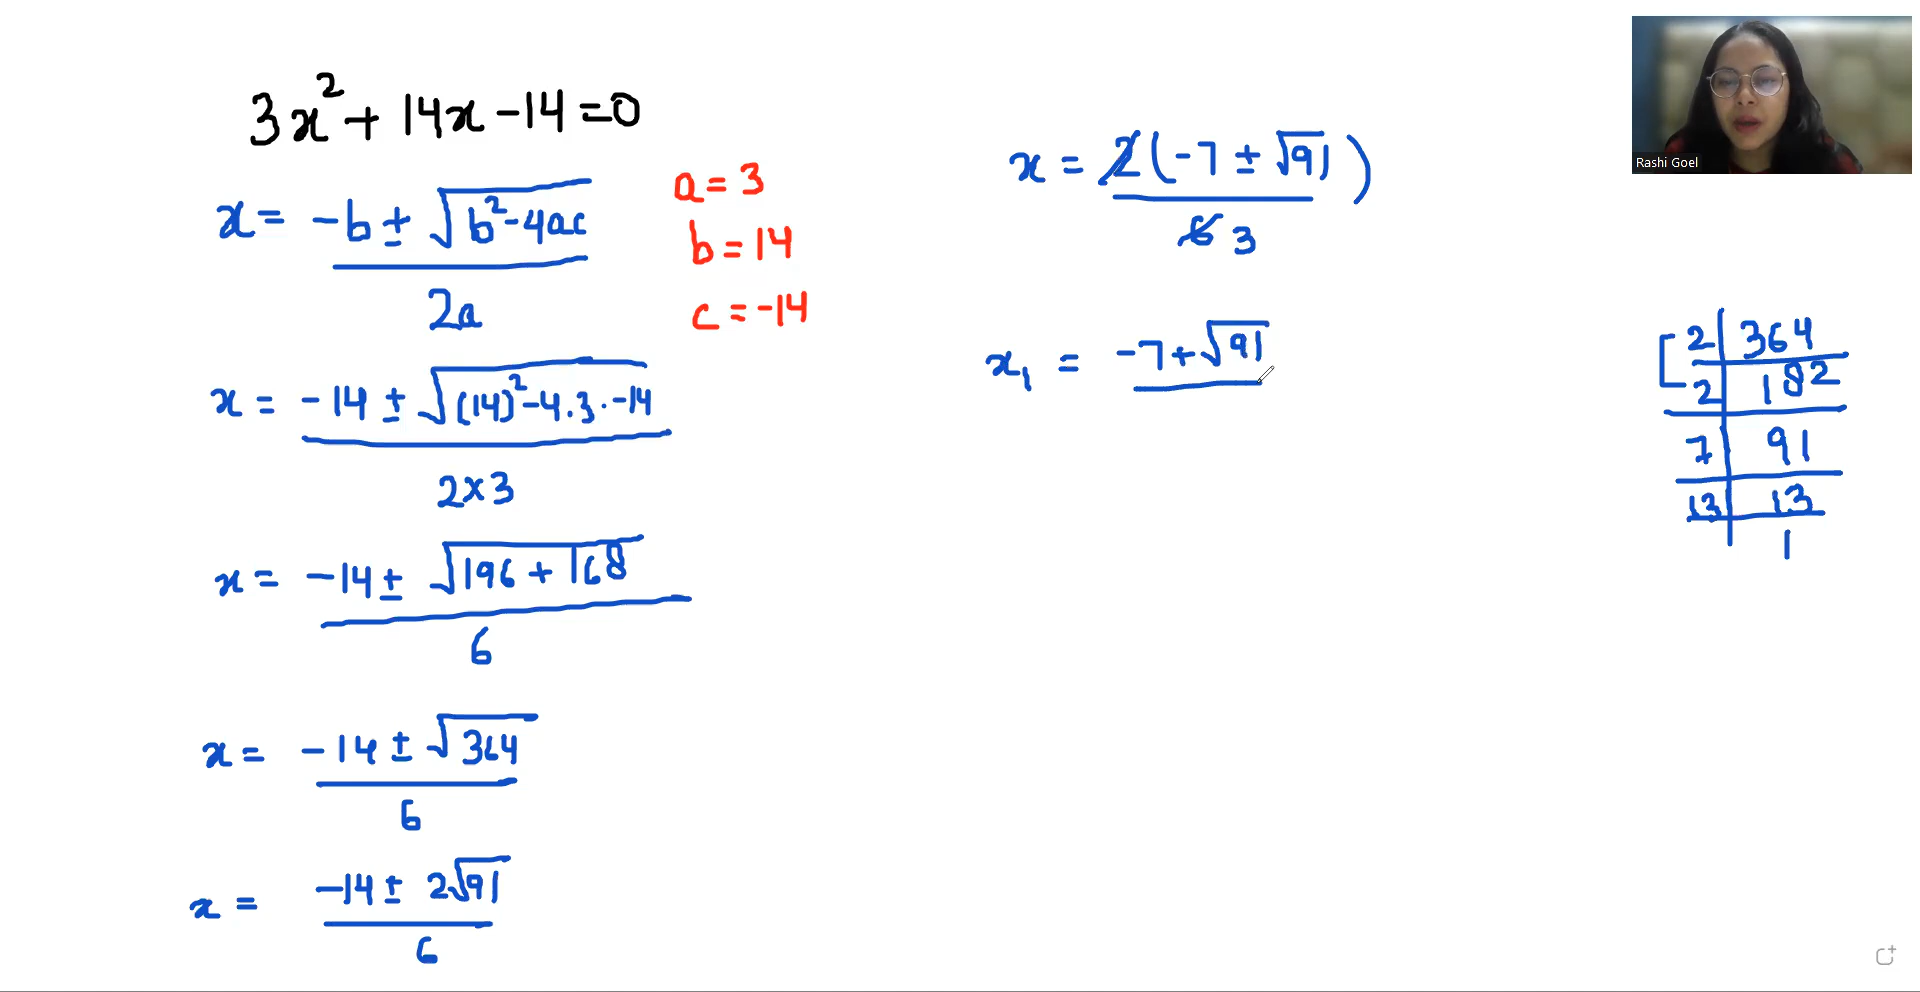 3x² + 14x - 14 = 0
x = -b ± √b² - 4ac
2a
a = 3
b = 14
c = -14
x = -14 ± √(14)² - 4.3.-14
2×3
x = -14 ± √196 + 168
6
x = -14 ± √364
6
x = -14 ± 2√91
6
x = 2(-7 ± √91)
6 3
x₁ = -7 + √91
2 364
2 182
7 91
13 13
1
Rashi Goel